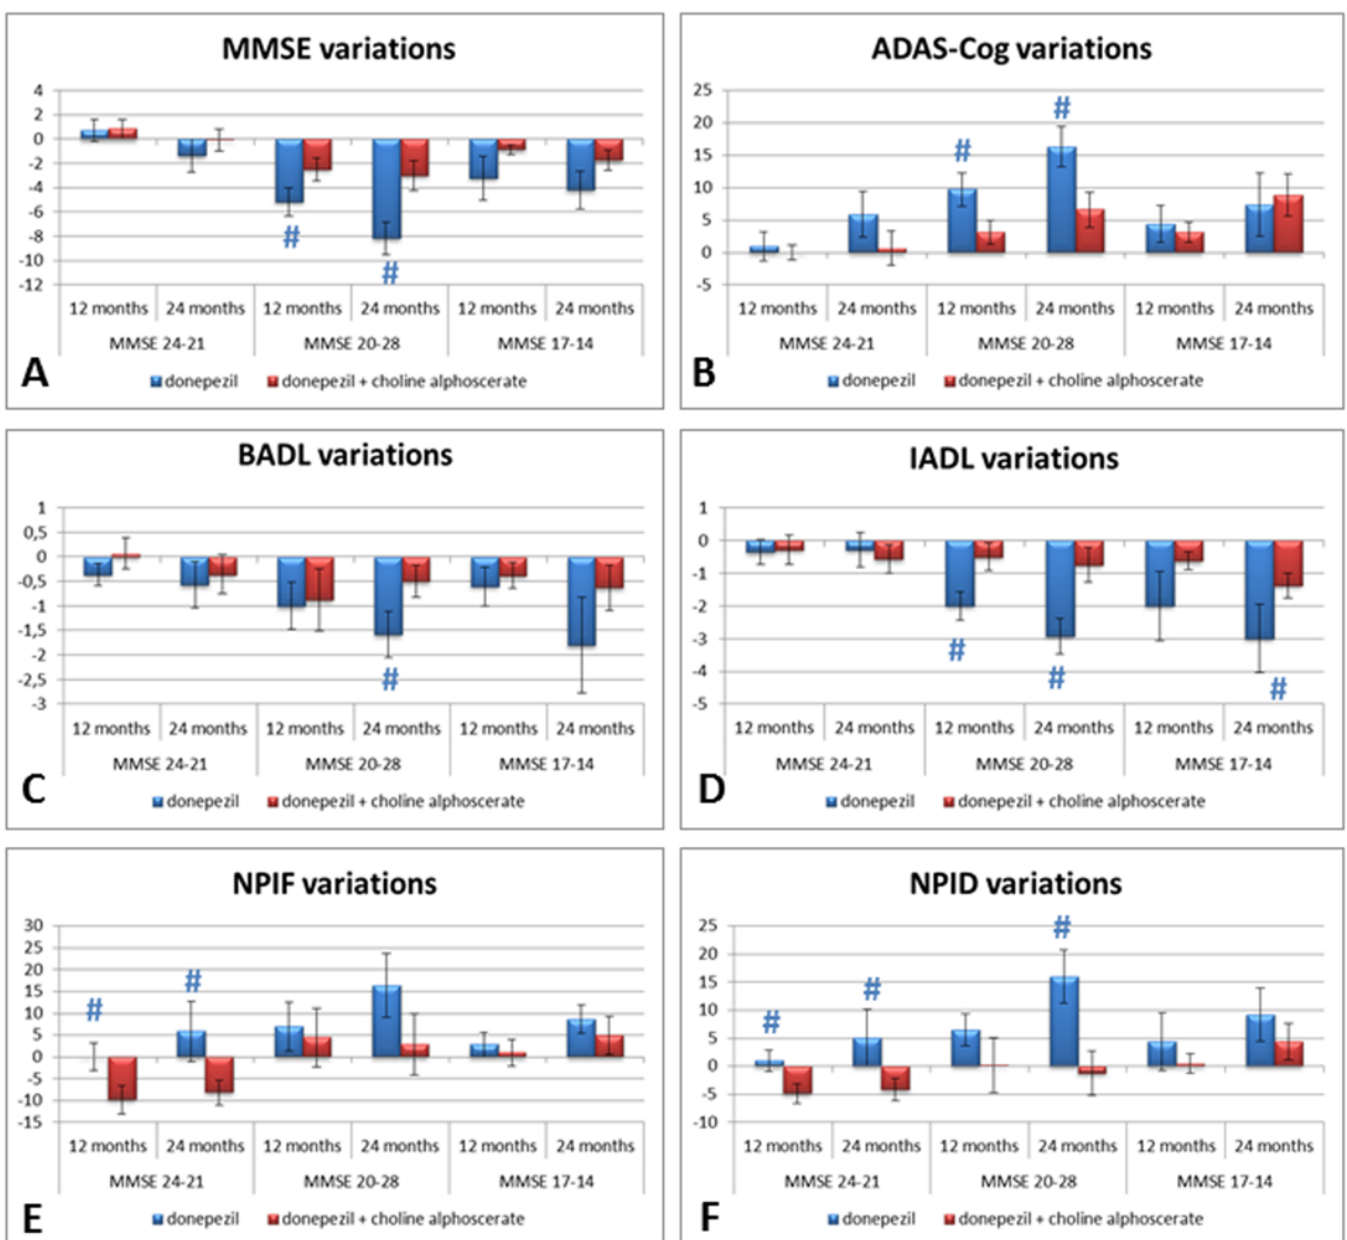 MMSE variations
4
2
0
-2
-4
-6
-8
-10
-12
#
#
12 months 24 months 12 months 24 months 12 months 24 months
MMSE 24-21 MMSE 20-28 MMSE 17-14
A
donepezil donepezil + choline alphoscerate
ADAS-Cog variations
25
20
15
10
5
0
-5
#
#
12 months 24 months 12 months 24 months 12 months 24 months
MMSE 24-21 MMSE 20-28 MMSE 17-14
B
donepezil donepezil + choline alphoscerate
BADL variations
1
0,5
0
-0,5
-1
-1,5
-2
-2,5
-3
#
12 months 24 months 12 months 24 months 12 months 24 months
MMSE 24-21 MMSE 20-28 MMSE 17-14
C
donepezil donepezil + choline alphoscerate
IADL variations
1
0
-1
-2
-3
-4
-5
#
#
#
12 months 24 months 12 months 24 months 12 months 24 months
MMSE 24-21 MMSE 20-28 MMSE 17-14
D
donepezil donepezil + choline alphoscerate
NPIF variations
30
25
20
15
10
5
0
-5
-10
-15
#
#
12 months 24 months 12 months 24 months 12 months 24 months
MMSE 24-21 MMSE 20-28 MMSE 17-14
E
donepezil donepezil + choline alphoscerate
NPID variations
25
20
15
10
5
0
-5
-10
#
#
#
12 months 24 months 12 months 24 months 12 months 24 months
MMSE 24-21 MMSE 20-28 MMSE 17-14
F
donepezil donepezil + choline alphoscerate